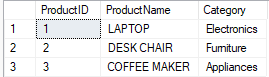 ProductID ProductName Category
1 1 LAPTOP Electronics
2 2 DESK CHAIR Furniture
3 3 COFFEE MAKER Appliances